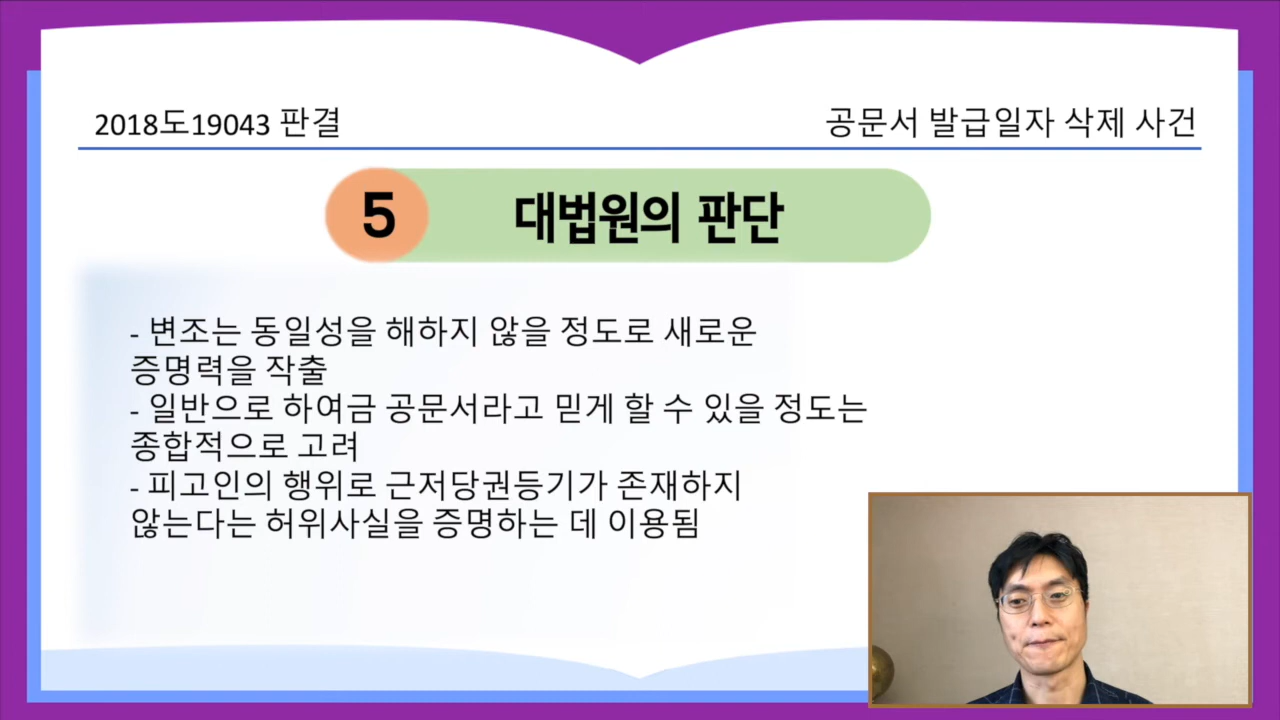 2018도19043 판결
공문서 발급일자 삭제 사건
5
대법원의 판단
- 변조는 동일성을 해하지 않을 정도로 새로운
증명력을 작출
- 일반으로 하여금 공문서라고 믿게 할 수 있을 정도는
종합적으로 고려
- 피고인의 행위로 근저당권등기가 존재하지
않는다는 허위사실을 증명하는 데 이용됨